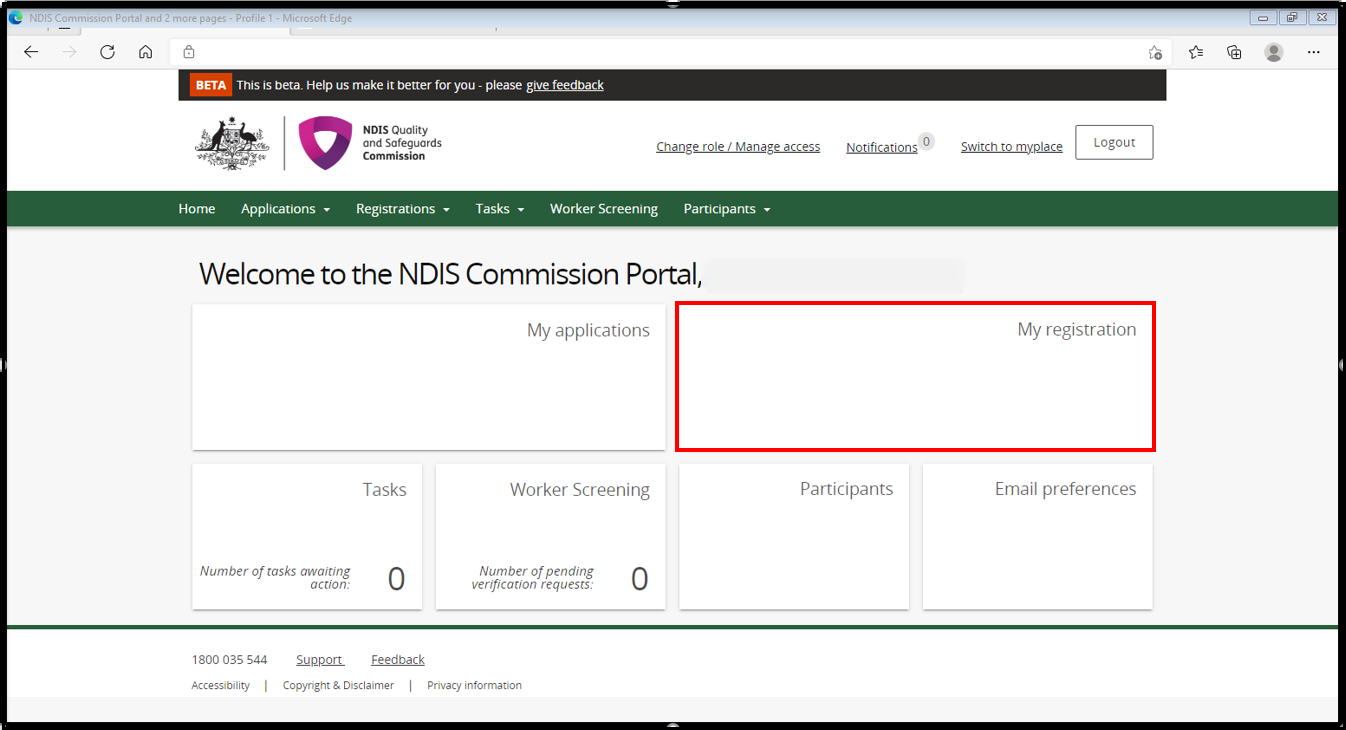 NDIS Commission Portal and 2 more pages - Profile 1 - Microsoft Edge
BETA This is beta. Help us make it better for you - please give feedback
NDIS Quality
and Safeguards
Commission
Change role / Manage access Notifications 0 Switch to myplace Logout
Home Applications Registrations Tasks Worker Screening Participants
Welcome to the NDIS Commission Portal,
My applications My registration
Tasks Worker Screening Participants Email preferences
Number of tasks awaiting
action: 0
Number of pending
verification requests: 0
1800 035 544 Support Feedback
Accessibility | Copyright & Disclaimer | Privacy information